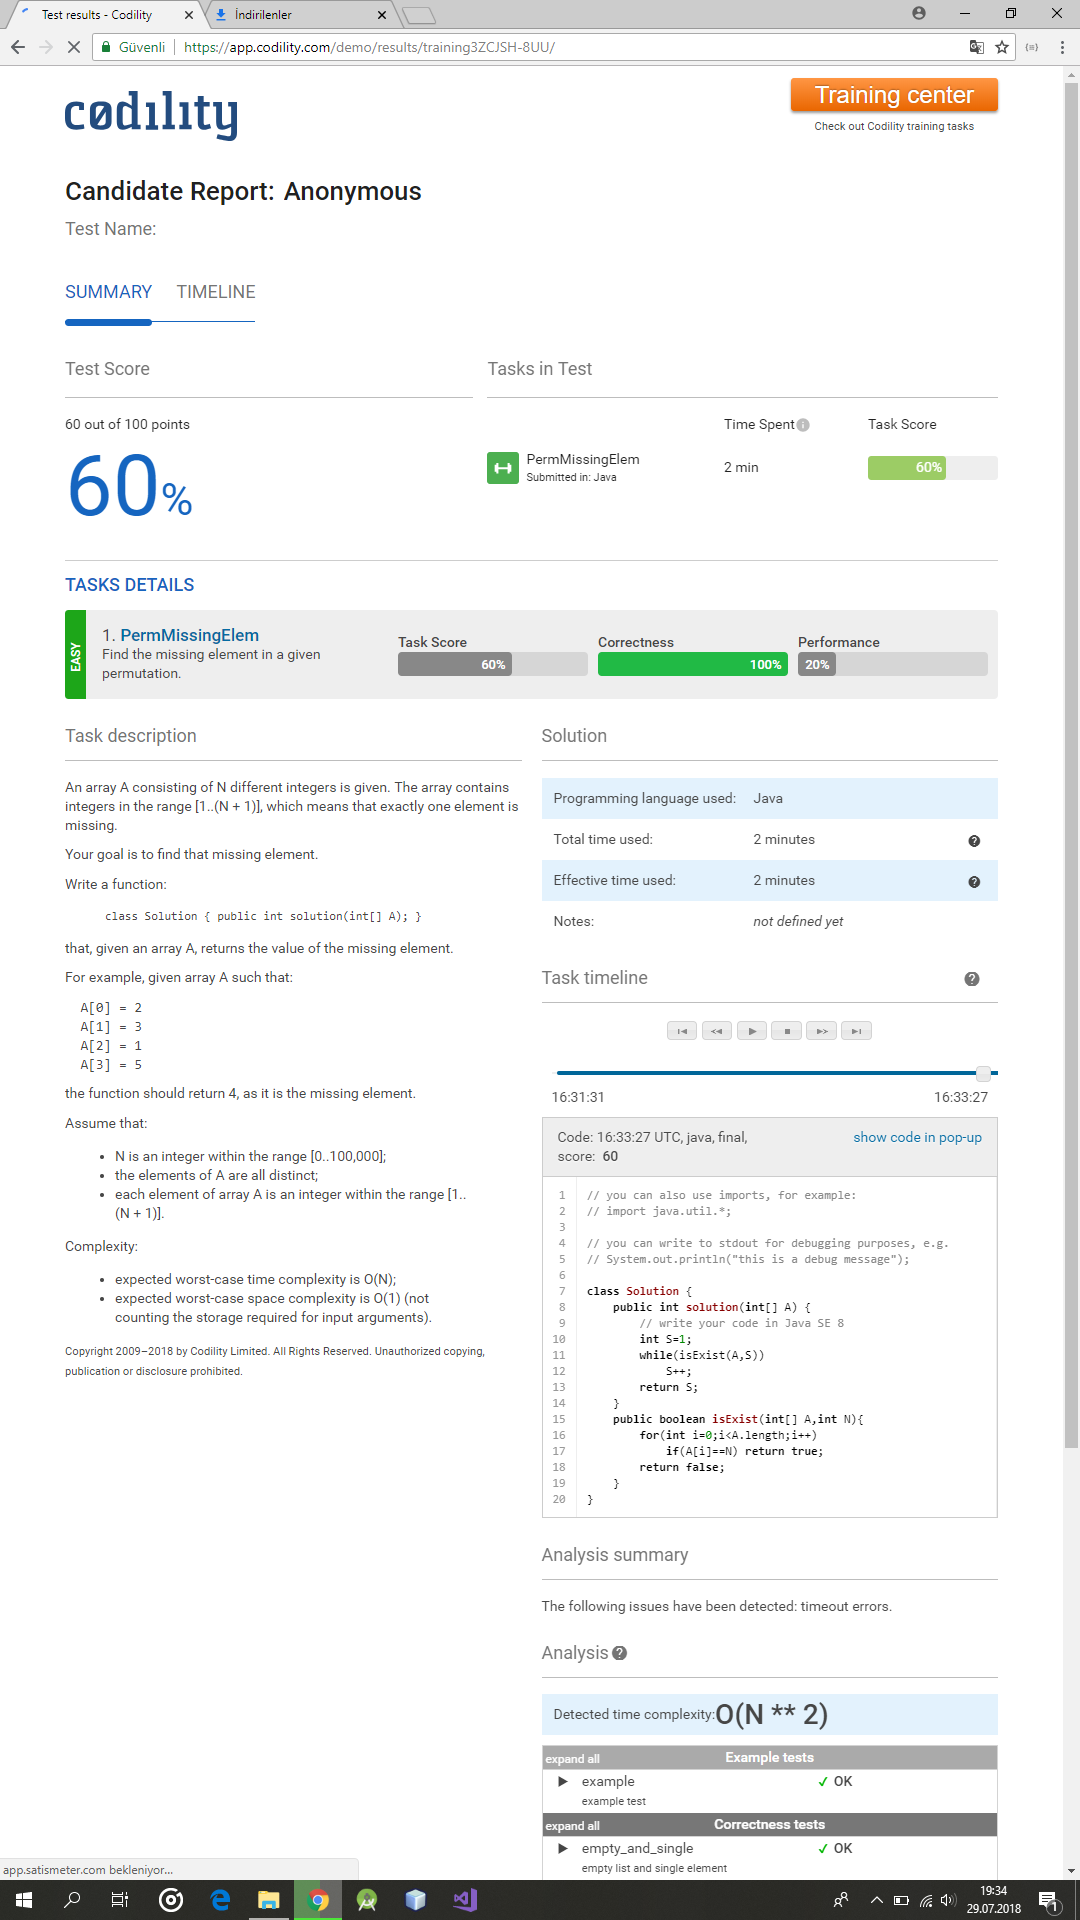 Test results - Codility
İndirilenler
Güvenli
https://app.codility.com/demo/results/training3ZCJSH-8UU/
codility
Training center
Check out Codility training tasks
Candidate Report: Anonymous
Test Name:
SUMMARY TIMELINE
Test Score
60 out of 100 points
60%
Tasks in Test
Time Spent Task Score
PermMissingElem
Submitted in: Java
2 min
60%
TASKS DETAILS
EASY
1. PermMissingElem
Find the missing element in a given
permutation.
Task Score
60%
Correctness
100%
Performance
20%
Task description
An array A consisting of N different integers is given. The array contains
integers in the range [1..(N + 1)], which means that exactly one element is
missing.
Your goal is to find that missing element.
Write a function:
class Solution { public int solution(int[] A); }
that, given an array A, returns the value of the missing element.
For example, given array A such that:
A[0] = 2
A[1] = 3
A[2] = 1
A[3] = 5
the function should return 4, as it is the missing element.
Assume that:
• N is an integer within the range [0..100,000];
• the elements of A are all distinct;
• each element of array A is an integer within the range [1..
(N + 1)].
Complexity:
• expected worst-case time complexity is O(N);
• expected worst-case space complexity is O(1) (not
counting the storage required for input arguments).
Copyright 2009–2018 by Codility Limited. All Rights Reserved. Unauthorized copying,
publication or disclosure prohibited.
Solution
Programming language used: Java
Total time used: 2 minutes
Effective time used: 2 minutes
Notes: not defined yet
Task timeline
16:31:31
16:33:27
Code: 16:33:27 UTC, java, final,
score: 60
show code in pop-up
1 // you can also use imports, for example:
2 // import java.util.*;
3
4 // you can write to stdout for debugging purposes, e.g.
5 // System.out.println("this is a debug message");
6
7 class Solution {
8 public int solution(int[] A) {
9 // write your code in Java SE 8
10 int S=1;
11 while(isExist(A,S))
12 S++;
13 return S;
14 }
15 public boolean isExist(int[] A,int N){
16 for(int i=0;i<A.length;i++)
17 if(A[i]==N) return true;
18 return false;
19 }
20 }
Analysis summary
The following issues have been detected: timeout errors.
Analysis
Detected time complexity: O(N ** 2)
expand all Example tests
example ✓ OK
example test
expand all Correctness tests
empty_and_single ✓ OK
empty list and single element
app.satismeter.com bekleniyor...
19:34
29.07.2018
1